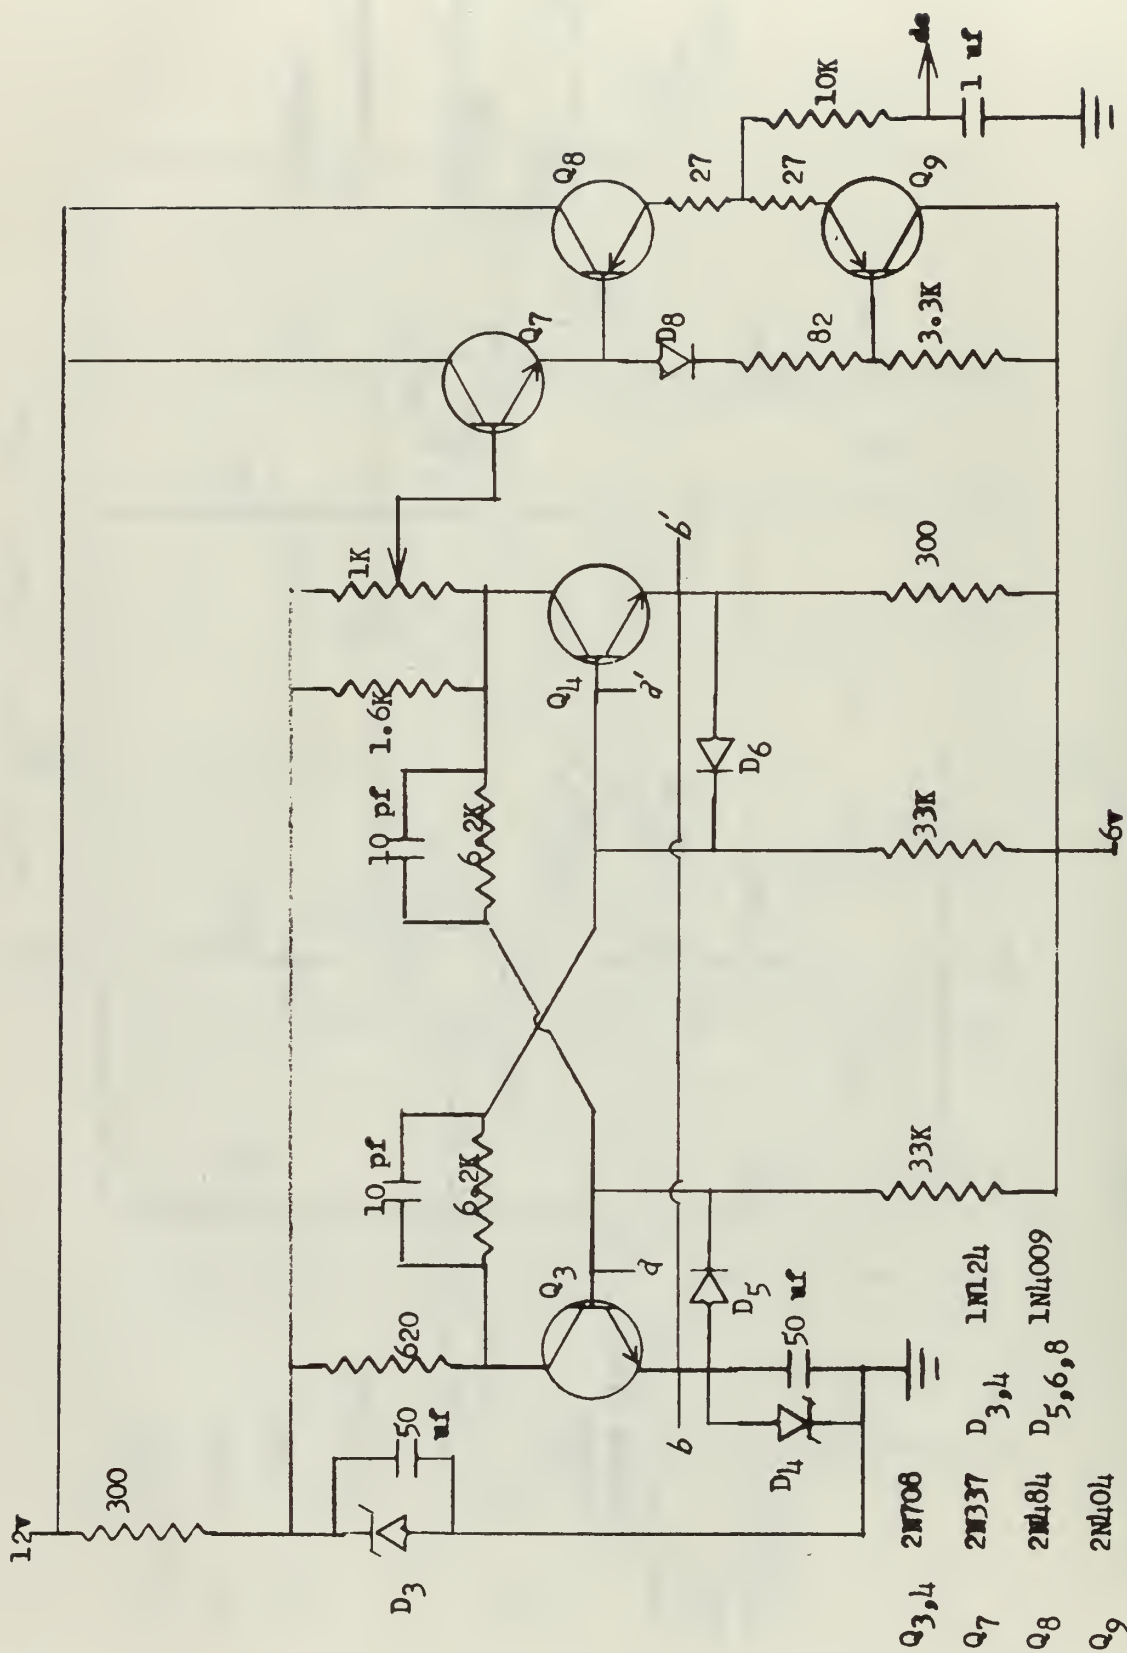 12v
300
D3
50
uf
620
10 pf
6.2K
10 pf
6.2K
1.6K
1K
Q3
Q4
Q7
Q8
Q9
a
a'
b
b'
D4
D5
D6
D8
50 uf
33K
33K
300
82
3.3K
27
27
10K
dc
1 uf
-6v
Q3,4 2N708 D3,4 1N124
Q7 2N337 D5,6,8 1N4009
Q8 2N484
Q9 2N404